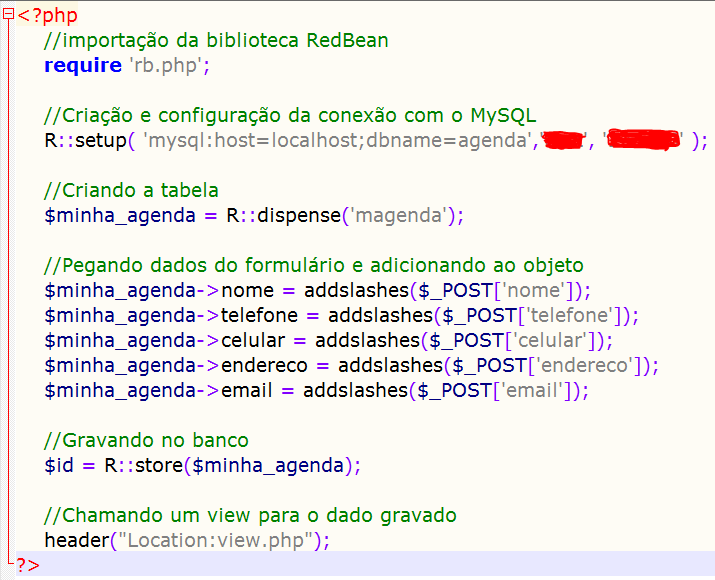 <?php
//importação da biblioteca RedBean
require 'rb.php';
//Criação e configuração da conexão com o MySQL
R::setup( 'mysql:host=localhost;dbname=agenda','', '' );
//Criando a tabela
$minha_agenda = R::dispense('magenda');
//Pegando dados do formulário e adicionando ao objeto
$minha_agenda->nome = addslashes($_POST['nome']);
$minha_agenda->telefone = addslashes($_POST['telefone']);
$minha_agenda->celular = addslashes($_POST['celular']);
$minha_agenda->endereco = addslashes($_POST['endereco']);
$minha_agenda->email = addslashes($_POST['email']);
//Gravando no banco
$id = R::store($minha_agenda);
//Chamando um view para o dado gravado
header("Location:view.php");
?>